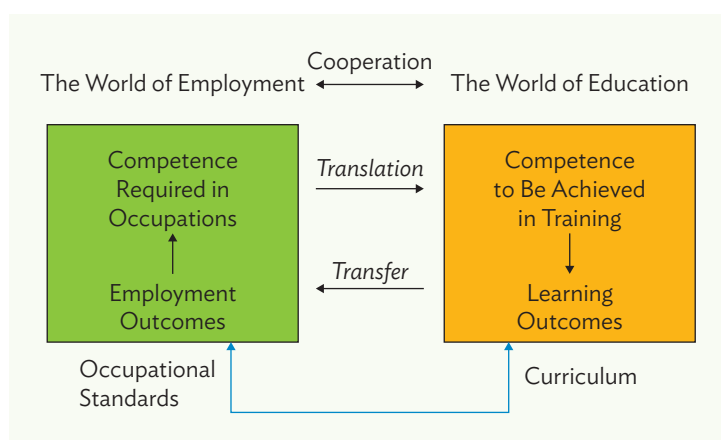 Cooperation
The World of Employment
The World of Education
Competence
Required in
Occupations
Employment
Outcomes
Translation
Transfer
Competence
to Be Achieved
in Training
Learning
Outcomes
Occupational
Standards
Curriculum